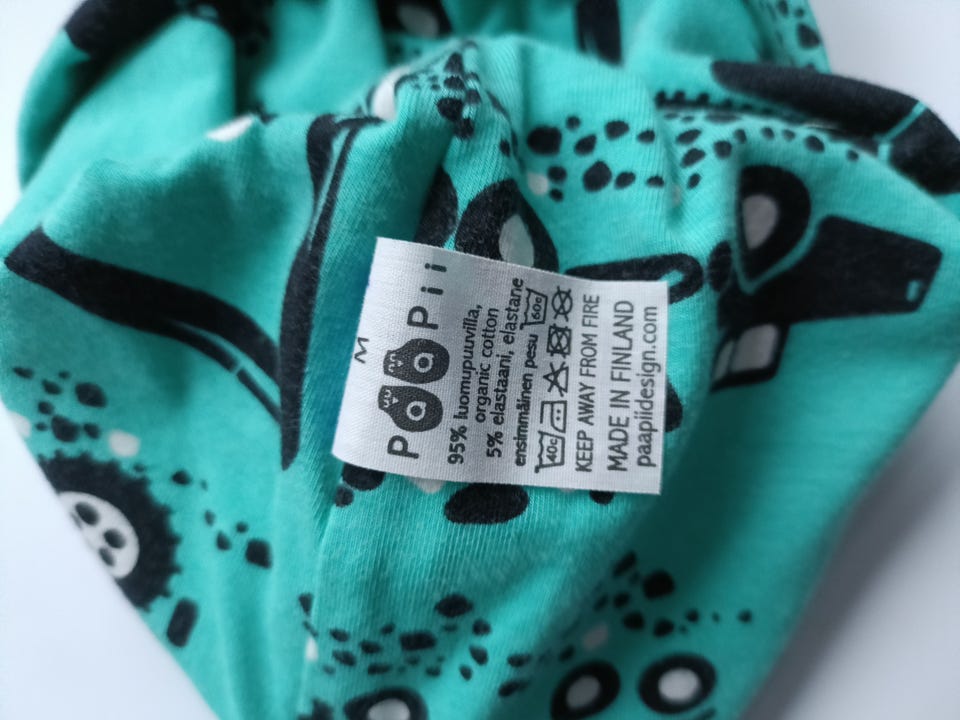 M
PaaPii
95% luomupuuvilla,
organic cotton
5% elastaani, elastane
ensimmäinen pesu 60c
40c
KEEP AWAY FROM FIRE
MADE IN FINLAND
paapiidesign.com